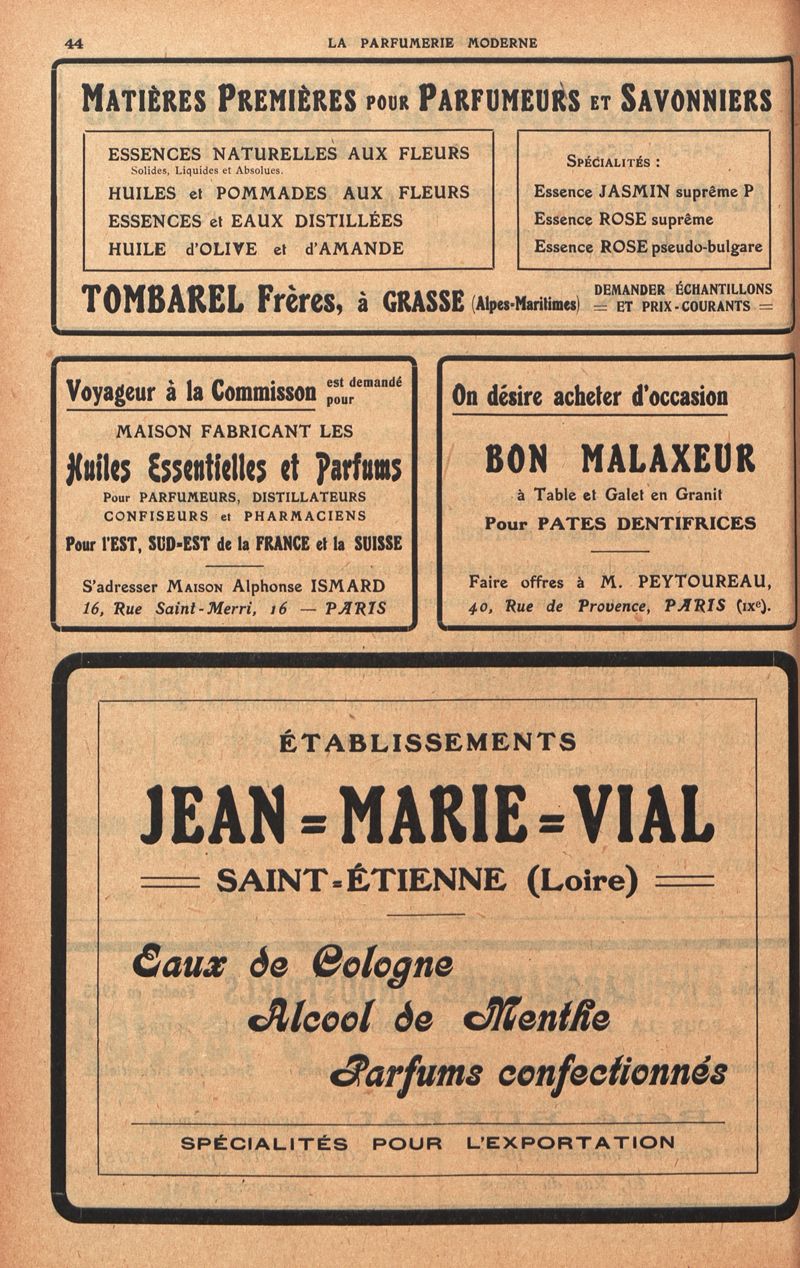 44
LA PARFUMERIE MODERNE
MATIÈRES PREMIÈRES POUR PARFUMEURS ET SAVONNIERS
ESSENCES NATURELLES AUX FLEURS
Solides, Liquides et Absolues.
HUILES et POMMADES AUX FLEURS
ESSENCES et EAUX DISTILLÉES
HUILE d'OLIVE et d'AMANDE
SPÉCIALITÉS :
Essence JASMIN suprême P
Essence ROSE suprême
Essence ROSE pseudo-bulgare
TOMBAREL Frères, à GRASSE (Alpes-Maritimes)
DEMANDER ÉCHANTILLONS
= ET PRIX-COURANTS =
Voyageur à la Commisson est demandé
pour
MAISON FABRICANT LES
Huiles Essentielles et Parfums
Pour PARFUMEURS, DISTILLATEURS
CONFISEURS et PHARMACIENS
Pour l'EST, SUD-EST de la FRANCE et la SUISSE
S'adresser MAISON Alphonse ISMARD
16, Rue Saint-Merri, 16 — PARIS
On désire acheter d'occasion
BON MALAXEUR
à Table et Galet en Granit
Pour PATES DENTIFRICES
Faire offres à M. PEYTOUREAU,
40, Rue de Provence, PARIS (IXe).
ÉTABLISSEMENTS
JEAN=MARIE=VIAL
SAINT-ÉTIENNE (Loire)
Eaux de Cologne
Alcool de Menthe
Parfums confectionnés
SPÉCIALITÉS POUR L'EXPORTATION